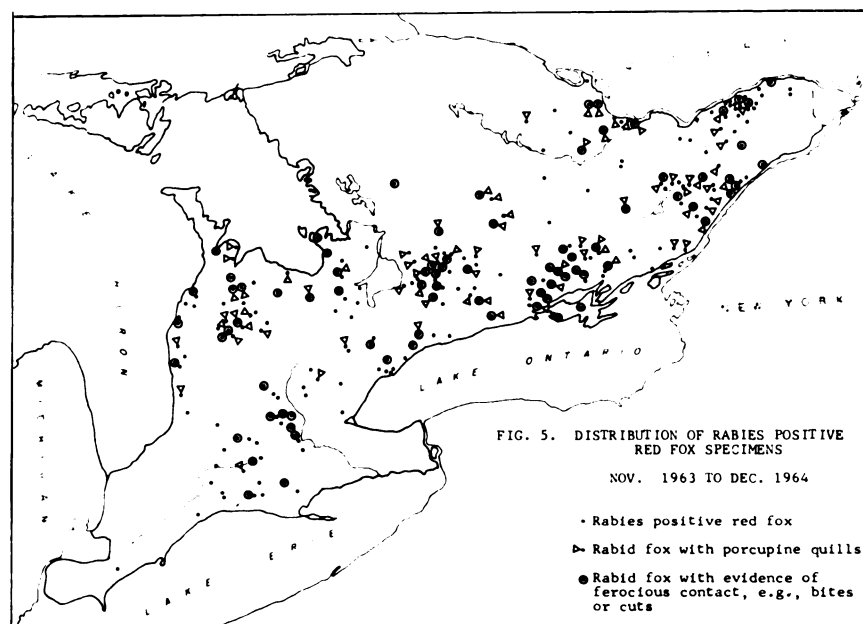 HURON
MICHIGAN
NEW YORK
LAKE ONTARIO
LAKE ERIE
FIG. 5. DISTRIBUTION OF RABIES POSITIVE
RED FOX SPECIMENS
NOV. 1963 TO DEC. 1964
Rabies positive red fox
Rabid fox with porcupine quills
Rabid fox with evidence of
ferocious contact, e.g., bites
or cuts